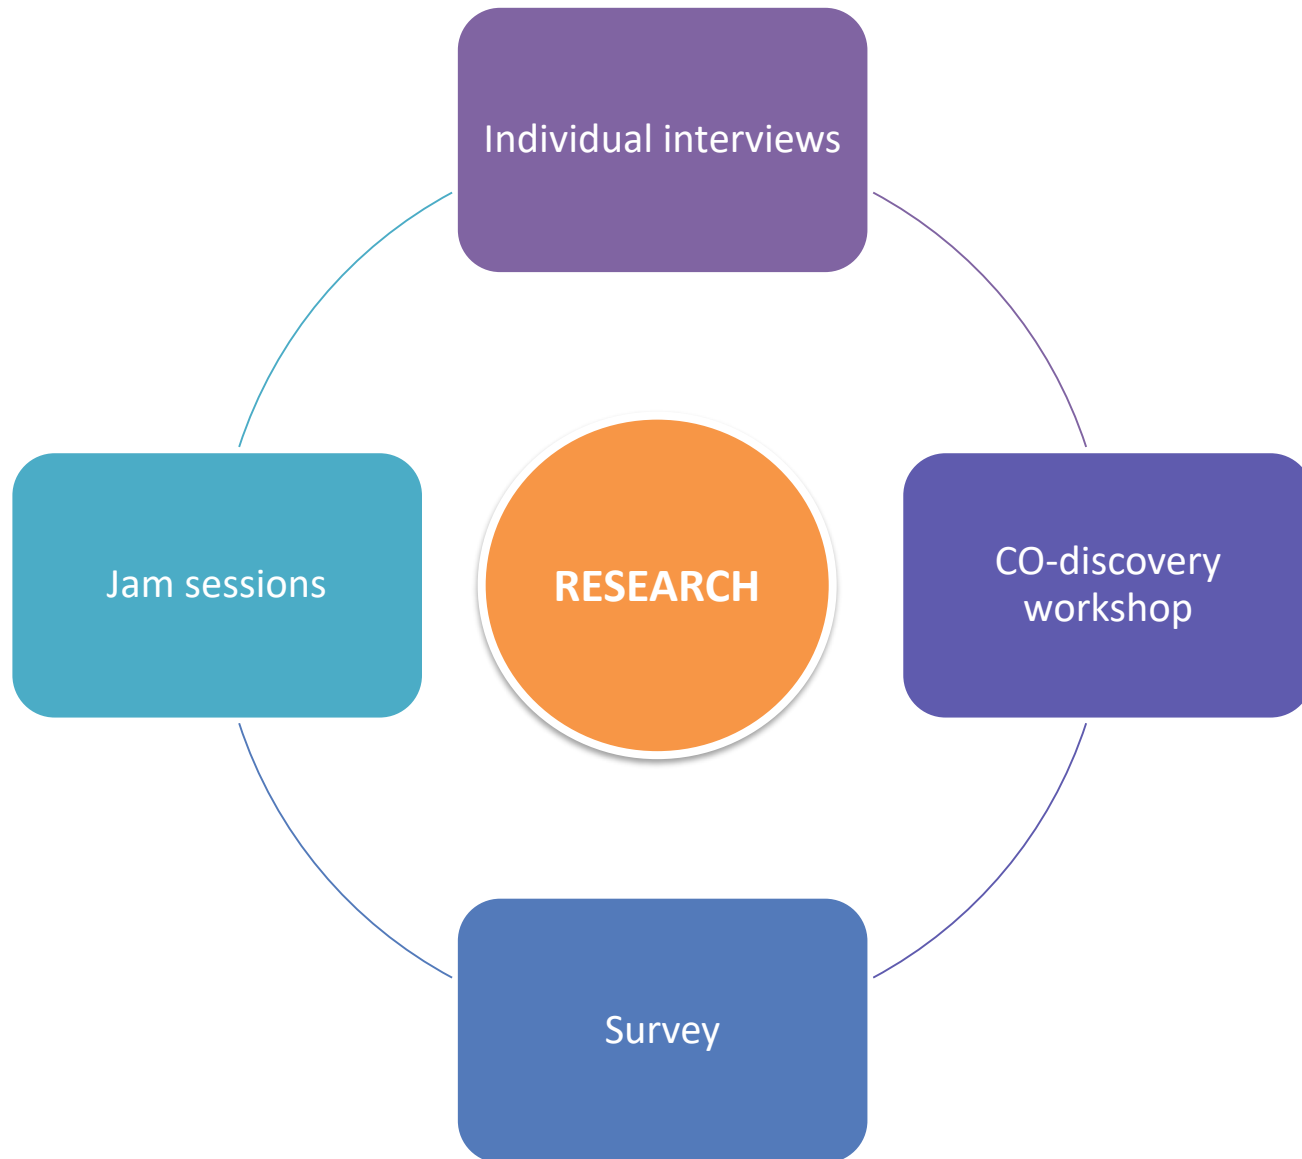 Individual interviews
Jam sessions
RESEARCH
CO-discovery
workshop
Survey